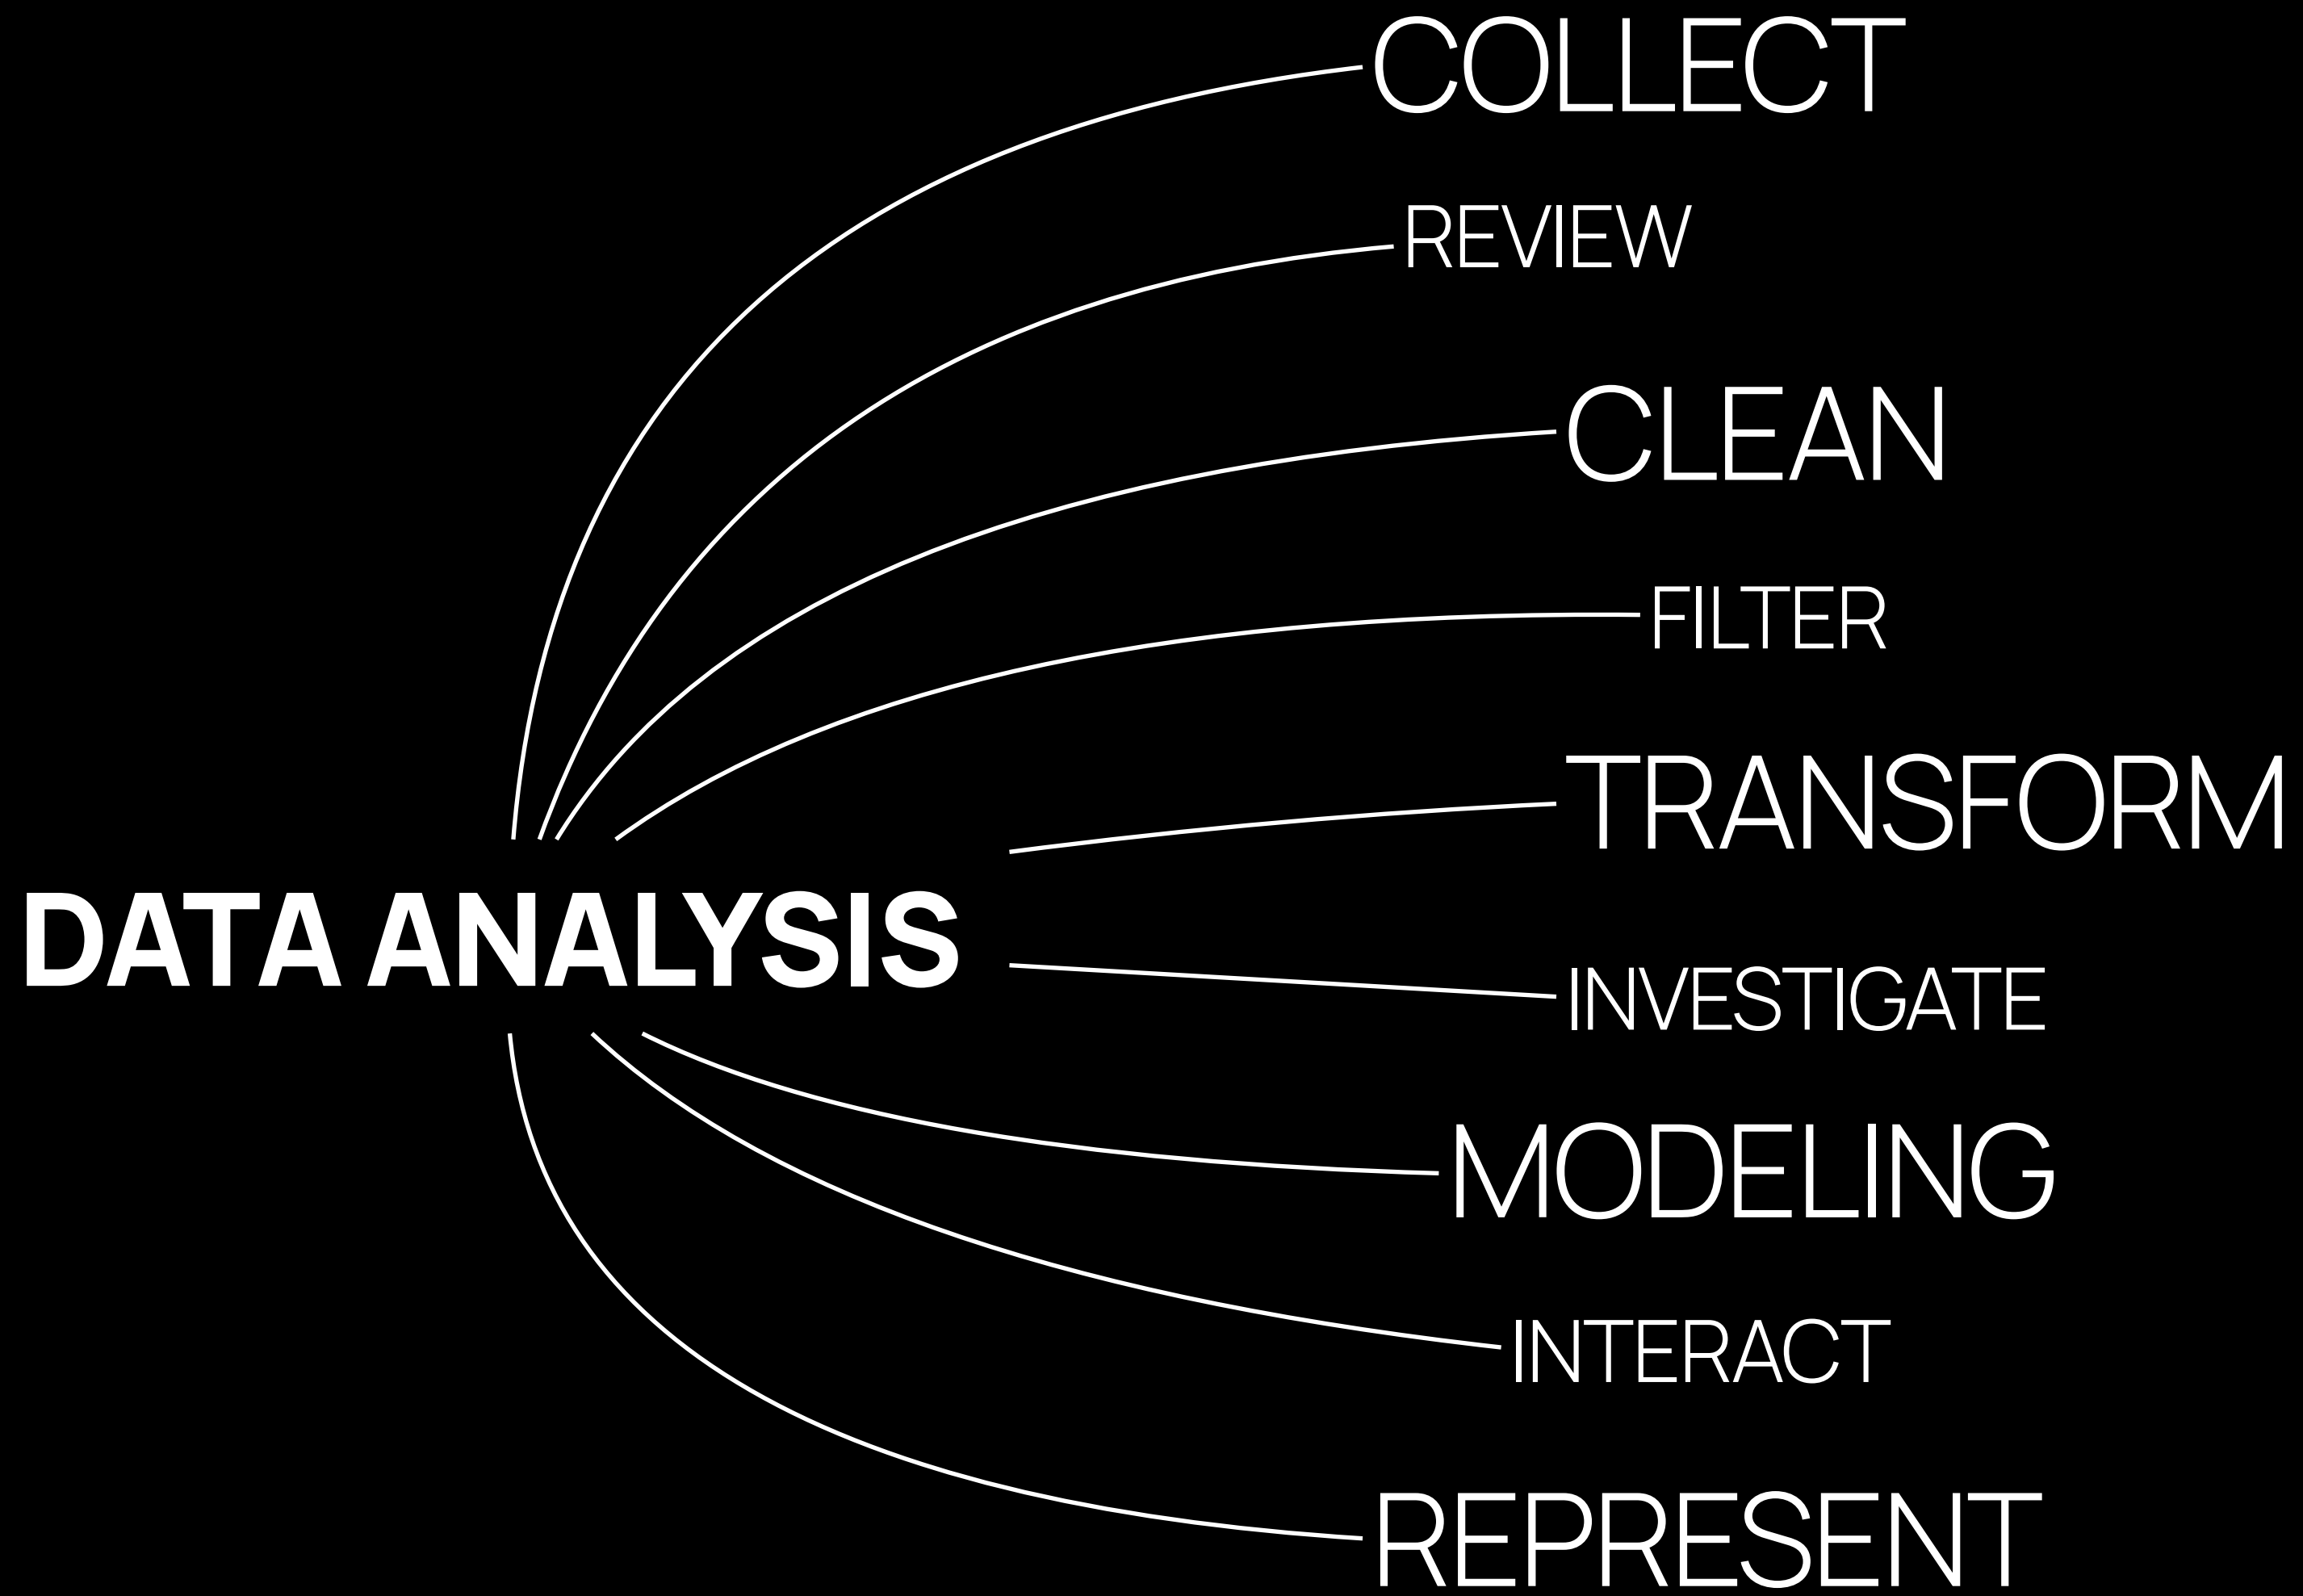 COLLECT
REVIEW
CLEAN
FILTER
TRANSFORM
DATA ANALYSIS
INVESTIGATE
MODELING
INTERACT
REPRESENT